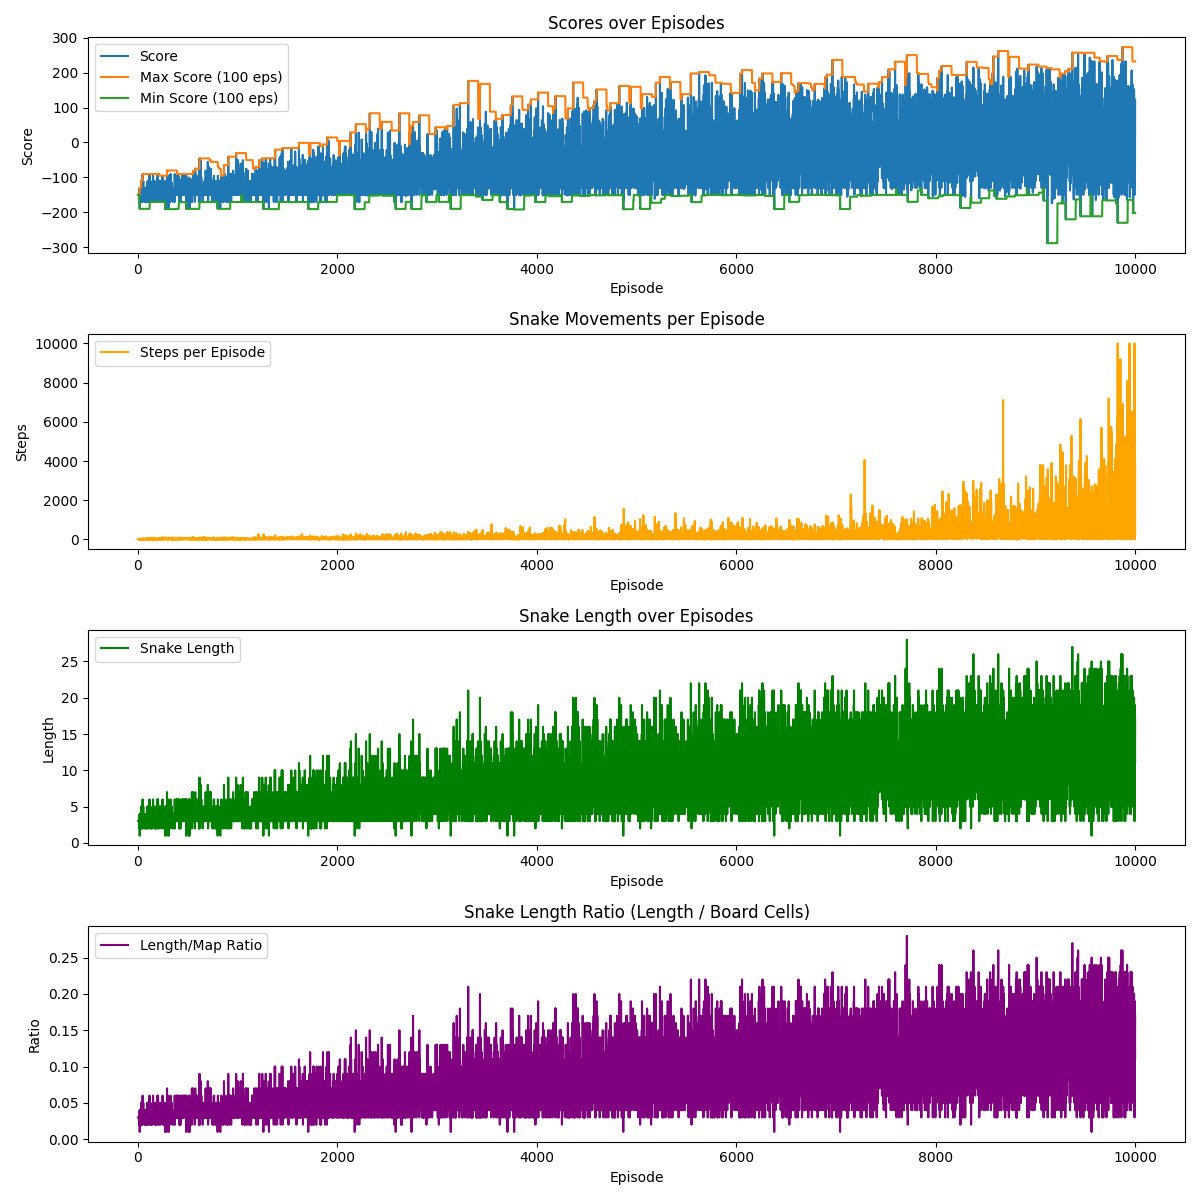 Scores over Episodes
300
200
100
0
−100
−200
−300
Score
Score
Max Score (100 eps)
Min Score (100 eps)
0 2000 4000 6000 8000 10000
Episode
Snake Movements per Episode
10000
8000
6000
4000
2000
0
Steps
Steps per Episode
0 2000 4000 6000 8000 10000
Episode
Snake Length over Episodes
25
20
15
10
5
0
Length
Snake Length
0 2000 4000 6000 8000 10000
Episode
Snake Length Ratio (Length / Board Cells)
0.25
0.20
0.15
0.10
0.05
0.00
Ratio
Length/Map Ratio
0 2000 4000 6000 8000 10000
Episode